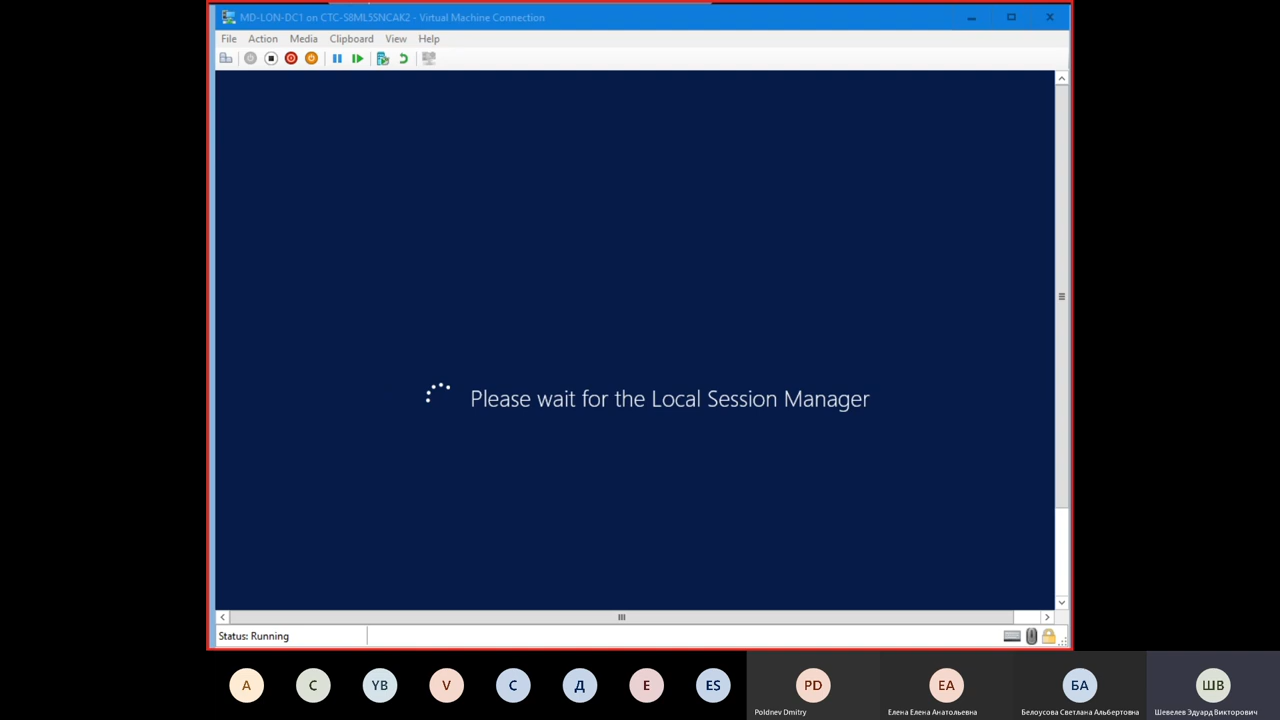 MD-LON-DC1 on CTC-S8ML5SNCAK2 - Virtual Machine Connection
File Action Media Clipboard View Help
Please wait for the Local Session Manager
Status: Running
A C YB V C Д E ES PD EA БА ШВ
Poldnev Dmitry Елена Елена Анатольевна Белоусова Светлана Альбертовна Шевелев Эдуард Викторович